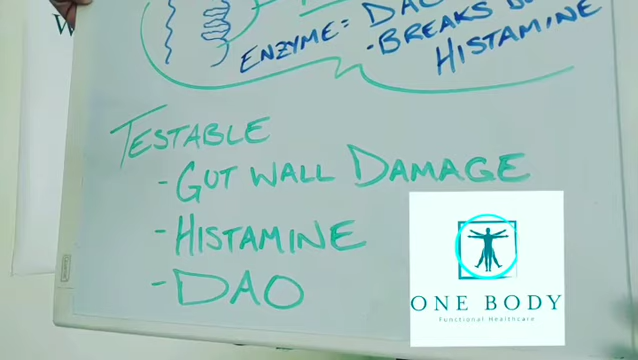 ENZYME = DAO
- BREAKS
HISTAMINE
TESTABLE
- GUT WALL DAMAGE
- HISTAMINE
- DAO
ONE BODY
Functional Healthcare